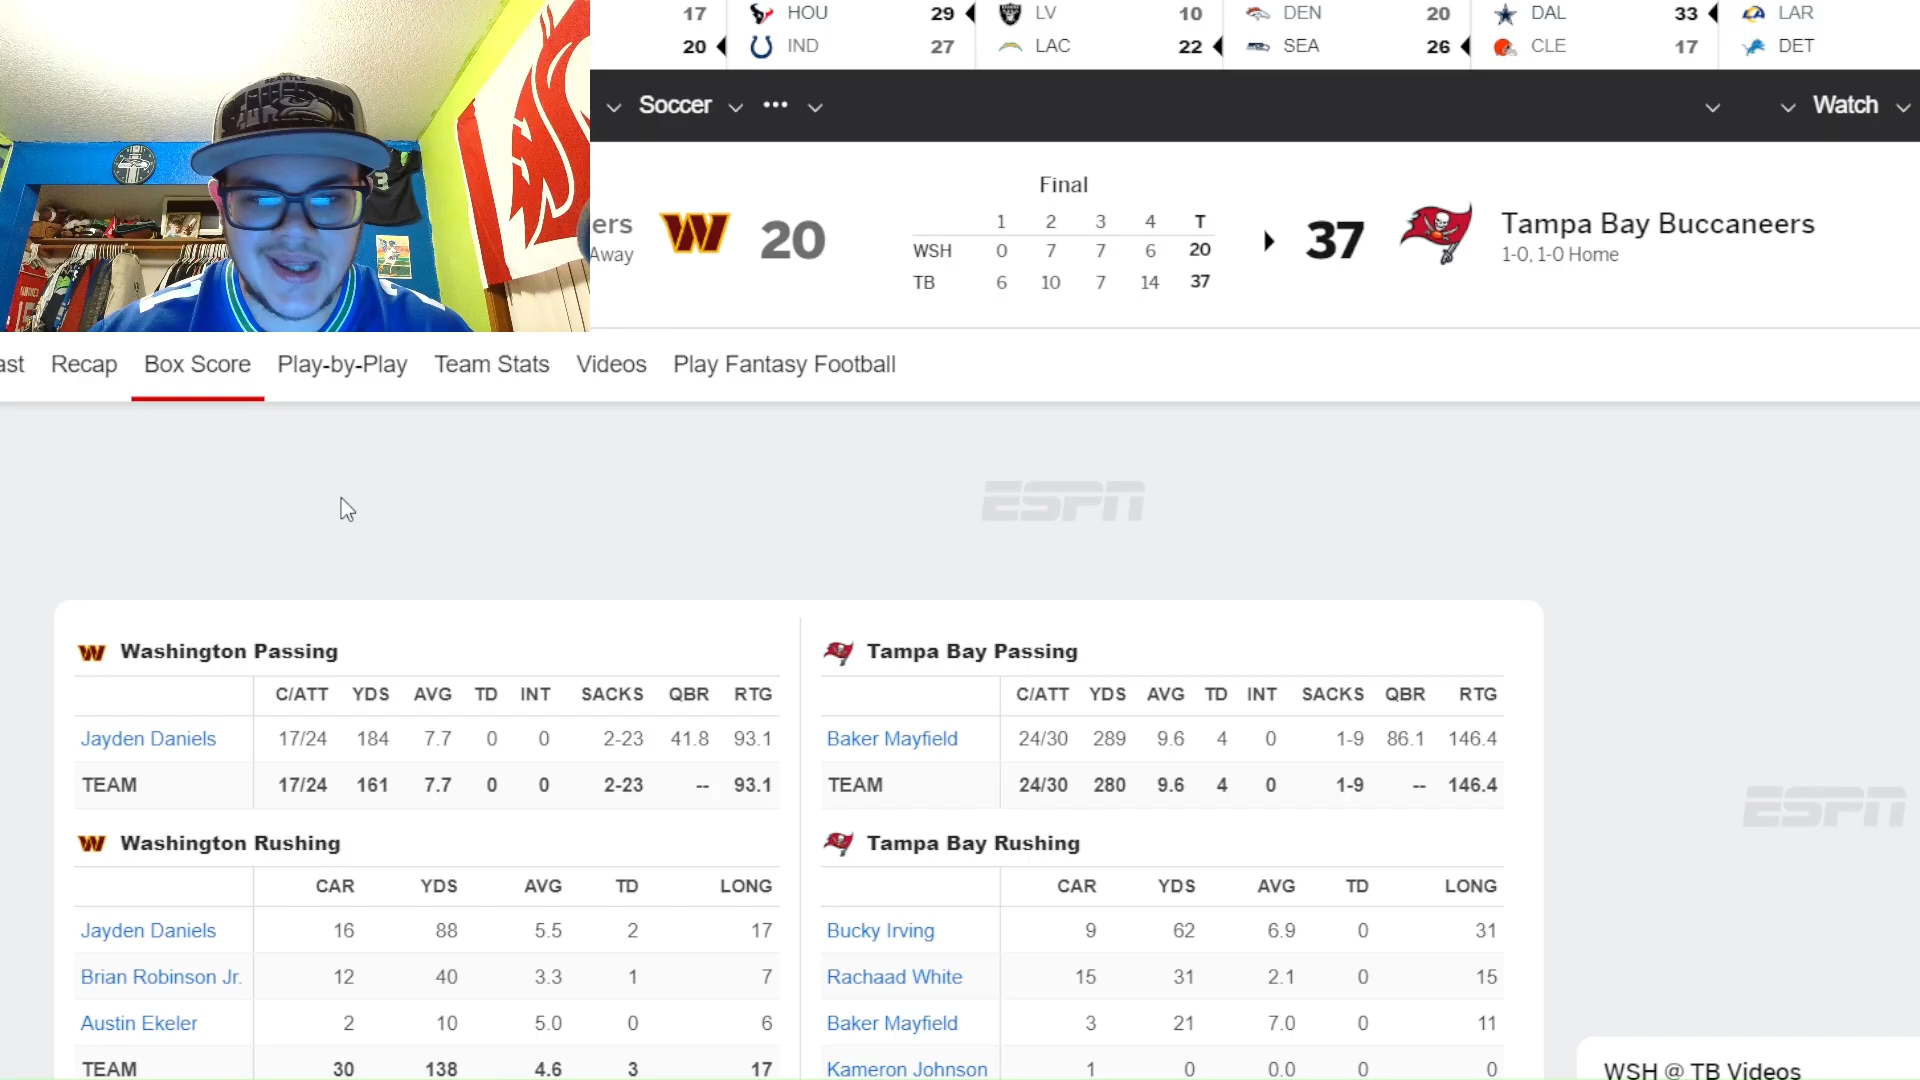 17 HOU 29 LV 10 DEN 20 DAL 33 LAR
20 IND 27 LAC 22 SEA 26 CLE 17 DET
Soccer ••• Watch
SEATTLE
Final
ers 20 1 2 3 4 T 37 Tampa Bay Buccaneers
Away WSH 0 7 7 6 20 1-0, 1-0 Home
TB 6 10 7 14 37
ast Recap Box Score Play-by-Play Team Stats Videos Play Fantasy Football
ESPN
Washington Passing
C/ATT YDS AVG TD INT SACKS QBR RTG
Jayden Daniels 17/24 184 7.7 0 0 2-23 41.8 93.1
TEAM 17/24 161 7.7 0 0 2-23 -- 93.1
Tampa Bay Passing
C/ATT YDS AVG TD INT SACKS QBR RTG
Baker Mayfield 24/30 289 9.6 4 0 1-9 86.1 146.4
TEAM 24/30 280 9.6 4 0 1-9 -- 146.4
ESPN
Washington Rushing
CAR YDS AVG TD LONG
Jayden Daniels 16 88 5.5 2 17
Brian Robinson Jr. 12 40 3.3 1 7
Austin Ekeler 2 10 5.0 0 6
TEAM 30 138 4.6 3 17
Tampa Bay Rushing
CAR YDS AVG TD LONG
Bucky Irving 9 62 6.9 0 31
Rachaad White 15 31 2.1 0 15
Baker Mayfield 3 21 7.0 0 11
Kameron Johnson 1 0 0.0 0 0
WSH @ TB Videos